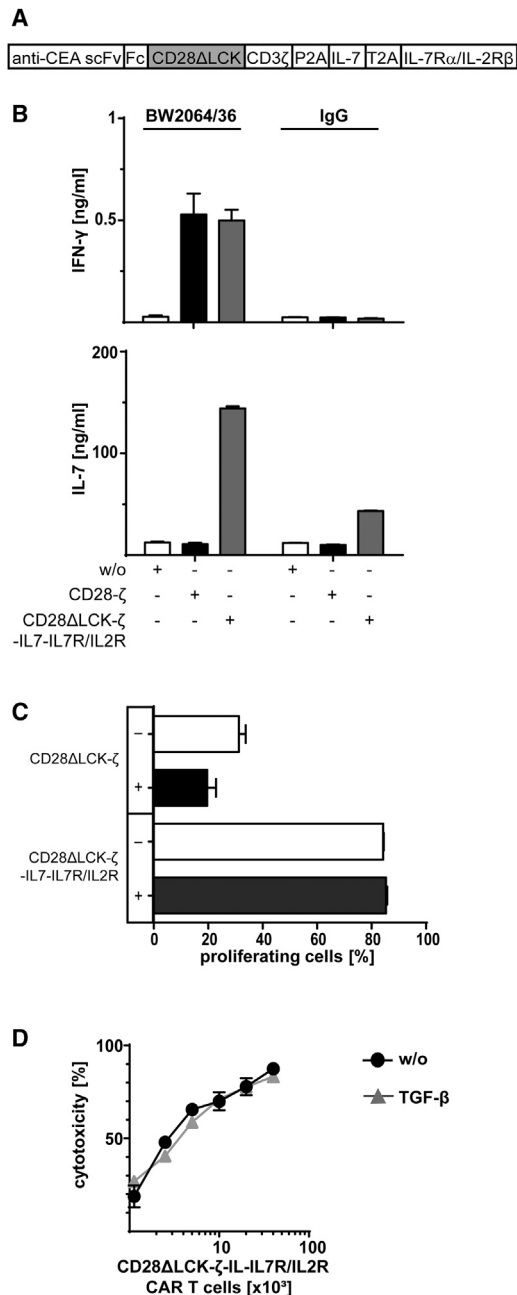 A
anti-CEA scFv Fc CD28ΔLCK CD3ζ P2A IL-7 T2A IL-7Rα/IL-2Rβ
B
BW2064/36 IgG
IFN-γ [ng/ml]
1
0.5
0
IL-7 [ng/ml]
200
100
0
w/o + - - + - -
CD28-ζ - + - - + -
CD28ΔLCK-ζ - - + - - +
-IL7-IL7R/IL2R
C
CD28ΔLCK-ζ
−
+
CD28ΔLCK-ζ
-IL7-IL7R/IL2R
−
+
0 20 40 60 80 100
proliferating cells [%]
D
cytotoxicity [%]
100
50
10 100
CD28ΔLCK-ζ-IL-IL7R/IL2R
CAR T cells [x10³]
w/o
TGF-β